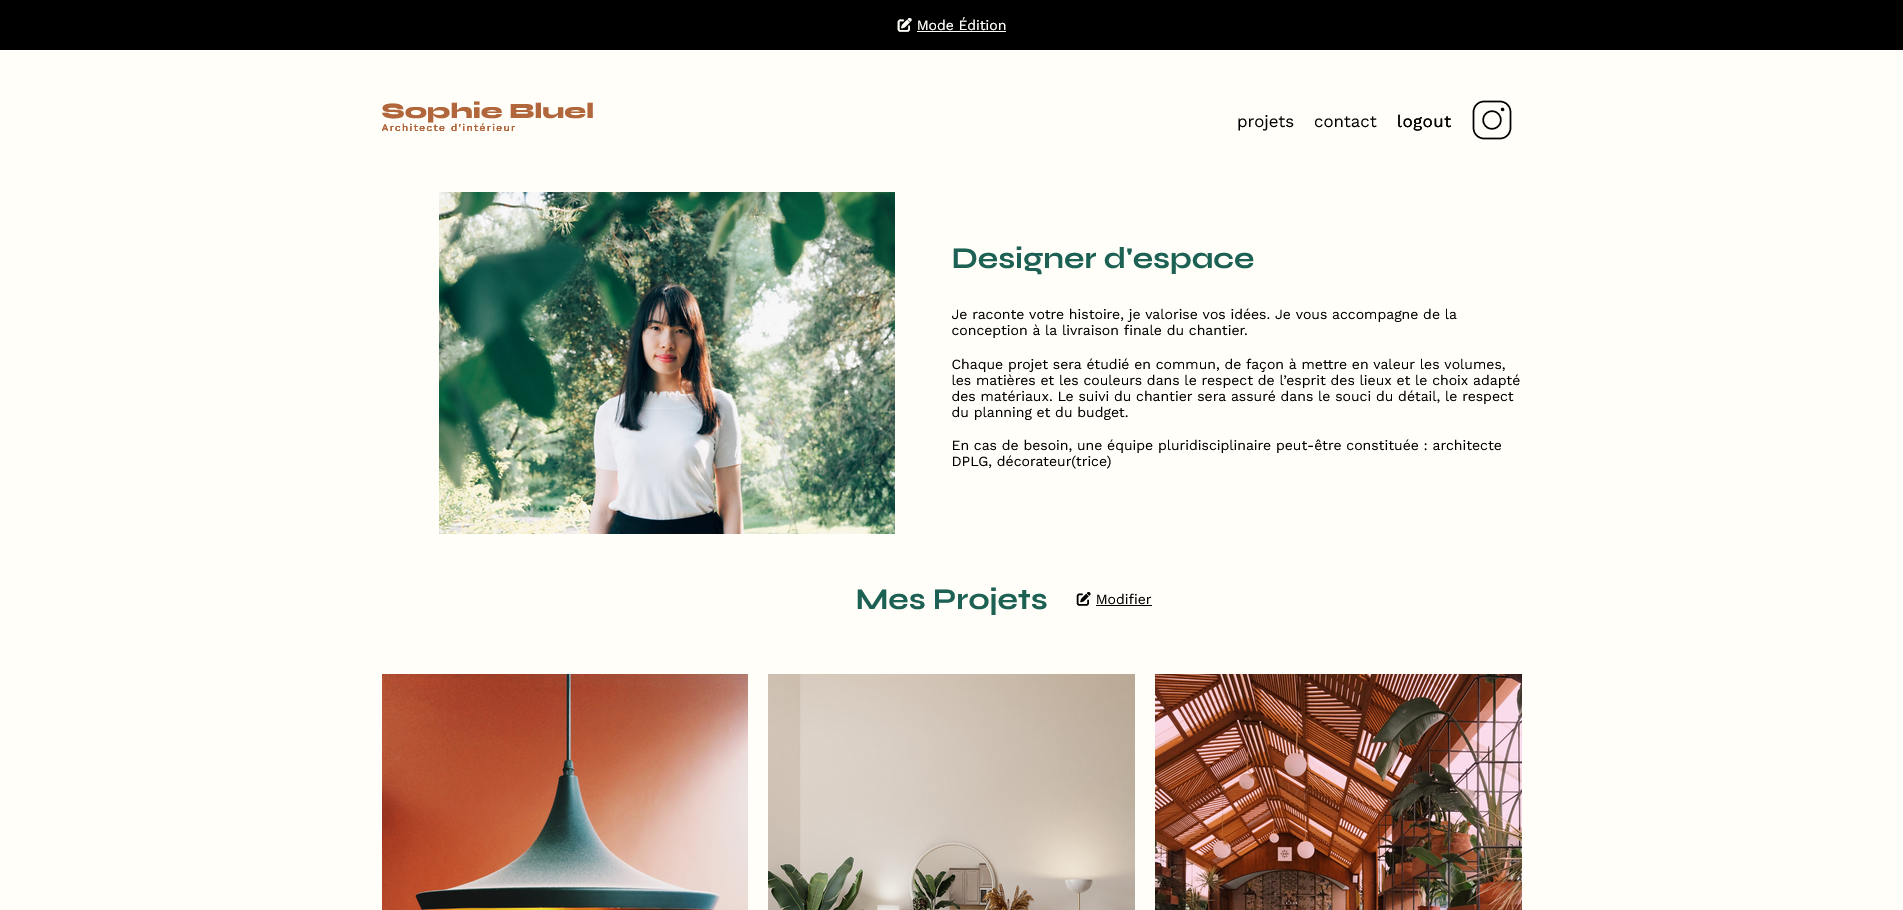 Mode Édition
Sophie Bluel
Architecte d'intérieur
projets contact logout
Designer d'espace
Je raconte votre histoire, je valorise vos idées. Je vous accompagne de la
conception à la livraison finale du chantier.
Chaque projet sera étudié en commun, de façon à mettre en valeur les volumes,
les matières et les couleurs dans le respect de l’esprit des lieux et le choix adapté
des matériaux. Le suivi du chantier sera assuré dans le souci du détail, le respect
du planning et du budget.
En cas de besoin, une équipe pluridisciplinaire peut-être constituée : architecte
DPLG, décorateur(trice)
Mes Projets
Modifier